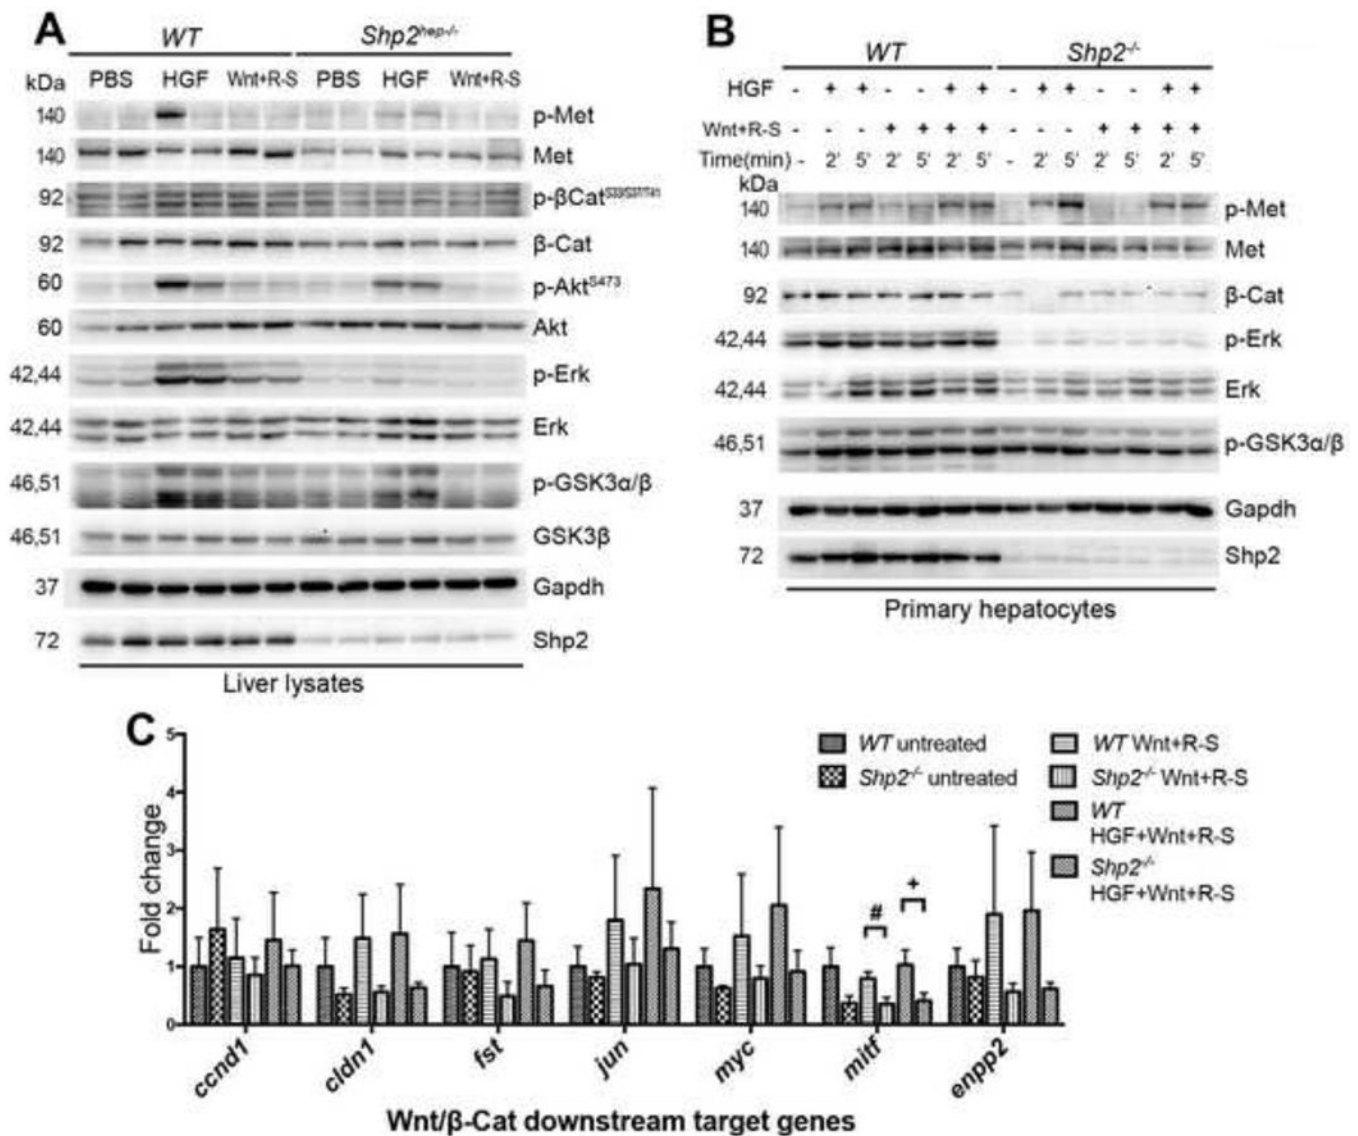 A
WT Shp2hep-/-
kDa PBS HGF Wnt+R-S PBS HGF Wnt+R-S
140 p-Met
140 Met
92 p-βCatS33/S37/T41
92 β-Cat
60 p-AktS473
60 Akt
42,44 p-Erk
42,44 Erk
46,51 p-GSK3α/β
46,51 GSK3β
37 Gapdh
72 Shp2
Liver lysates
B
WT Shp2-/-
HGF - + + - - + + - + + - - + +
Wnt+R-S - - - + + + + - - - + + + +
Time(min) - 2' 5' 2' 5' 2' 5' - 2' 5' 2' 5' 2' 5'
kDa
140 p-Met
140 Met
92 β-Cat
42,44 p-Erk
42,44 Erk
46,51 p-GSK3α/β
37 Gapdh
72 Shp2
Primary hepatocytes
C
Fold change
5
4
3
2
1
0
WT untreated
Shp2-/- untreated
WT Wnt+R-S
Shp2-/- Wnt+R-S
WT
HGF+Wnt+R-S
Shp2-/-
HGF+Wnt+R-S
# +
ccnd1 cldn1 fst jun myc mitf enpp2
Wnt/β-Cat downstream target genes